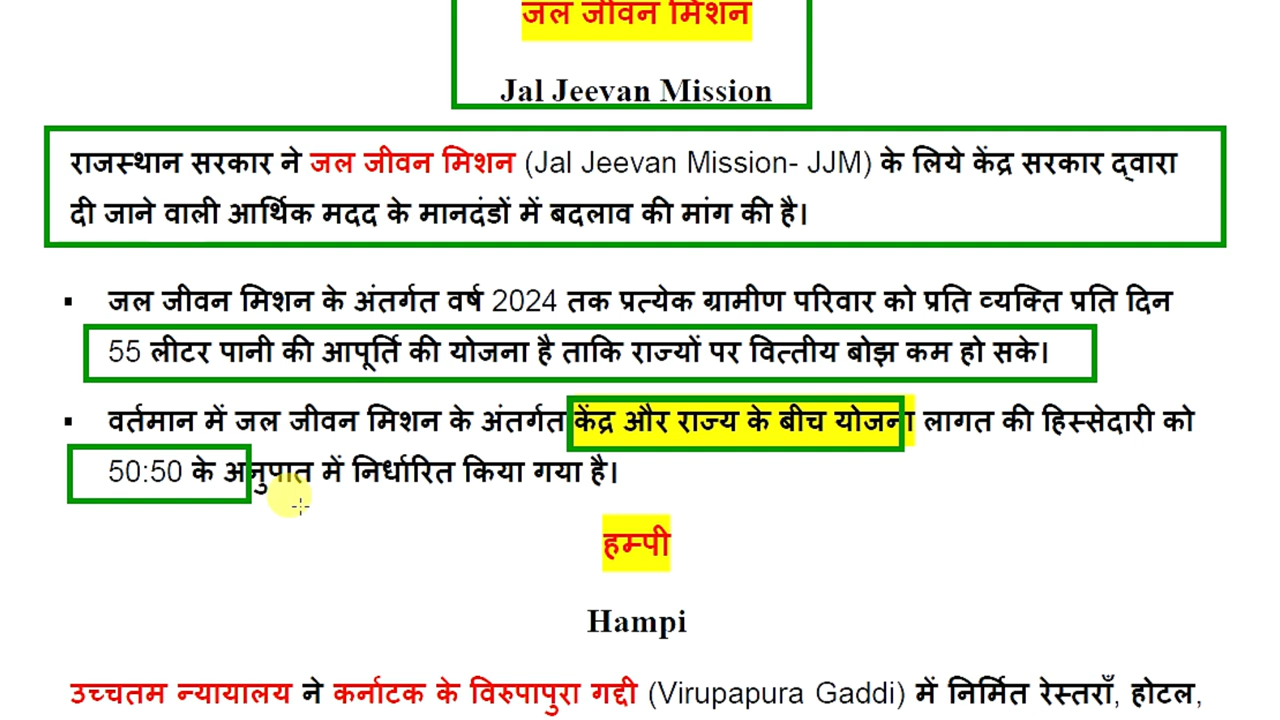 जल जीवन मिशन
Jal Jeevan Mission
राजस्थान सरकार ने जल जीवन मिशन (Jal Jeevan Mission- JJM) के लिये केंद्र सरकार द्वारा
दी जाने वाली आर्थिक मदद के मानदंडों में बदलाव की मांग की है।
▪ जल जीवन मिशन के अंतर्गत वर्ष 2024 तक प्रत्येक ग्रामीण परिवार को प्रति व्यक्ति प्रति दिन
55 लीटर पानी की आपूर्ति की योजना है ताकि राज्यों पर वित्तीय बोझ कम हो सके।
▪ वर्तमान में जल जीवन मिशन के अंतर्गत केंद्र और राज्य के बीच योजना लागत की हिस्सेदारी को
50:50 के अनुपात में निर्धारित किया गया है।
हम्पी
Hampi
उच्चतम न्यायालय ने कर्नाटक के विरुपापुरा गद्दी (Virupapura Gaddi) में निर्मित रेस्तराँ, होटल,